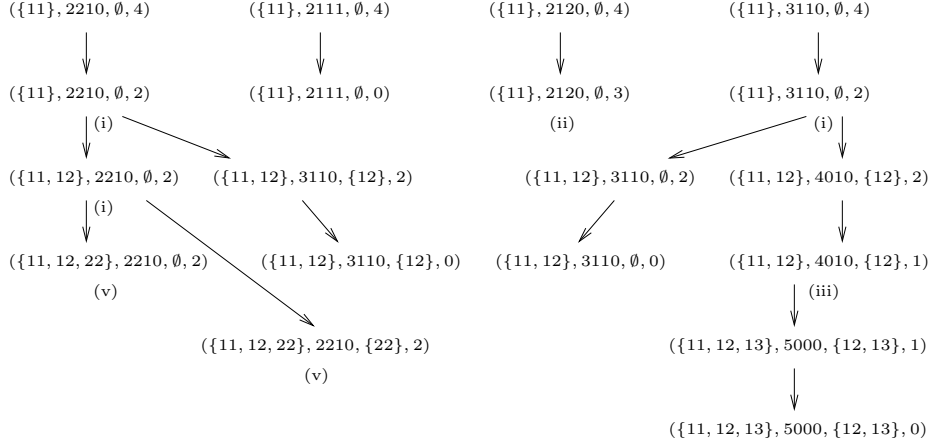 ({11}, 2210, ∅, 4) ({11}, 2111, ∅, 4) ({11}, 2120, ∅, 4) ({11}, 3110, ∅, 4)
({11}, 2210, ∅, 2) ({11}, 2111, ∅, 0) ({11}, 2120, ∅, 3) ({11}, 3110, ∅, 2)
(i) (ii) (i)
({11, 12}, 2210, ∅, 2) ({11, 12}, 3110, {12}, 2) ({11, 12}, 3110, ∅, 2) ({11, 12}, 4010, {12}, 2)
(i)
({11, 12, 22}, 2210, ∅, 2) ({11, 12}, 3110, {12}, 0) ({11, 12}, 3110, ∅, 0) ({11, 12}, 4010, {12}, 1)
(v) (iii)
({11, 12, 22}, 2210, {22}, 2) ({11, 12, 13}, 5000, {12, 13}, 1)
(v)
({11, 12, 13}, 5000, {12, 13}, 0)